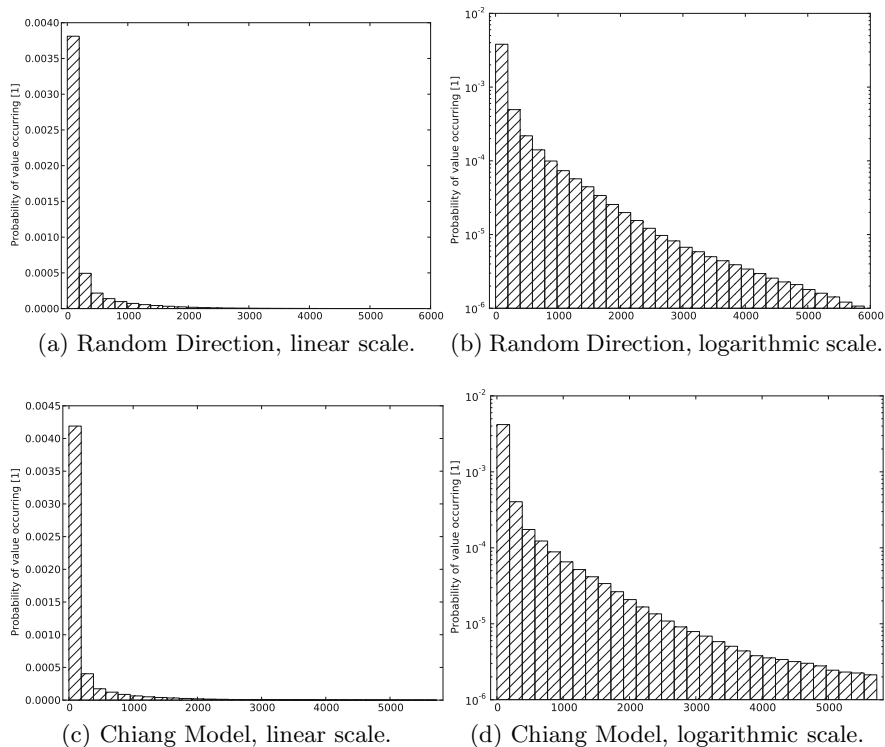 0.0040
0.0035
0.0030
0.0025
0.0020
0.0015
0.0010
0.0005
0.0000
Probability of value occurring [1]
0 1000 2000 3000 4000 5000 6000
(a) Random Direction, linear scale.
10^-2
10^-3
10^-4
10^-5
10^-6
Probability of value occurring [1]
0 1000 2000 3000 4000 5000 6000
(b) Random Direction, logarithmic scale.
0.0045
0.0040
0.0035
0.0030
0.0025
0.0020
0.0015
0.0010
0.0005
0.0000
Probability of value occurring [1]
0 1000 2000 3000 4000 5000
(c) Chiang Model, linear scale.
10^-2
10^-3
10^-4
10^-5
10^-6
Probability of value occurring [1]
0 1000 2000 3000 4000 5000
(d) Chiang Model, logarithmic scale.